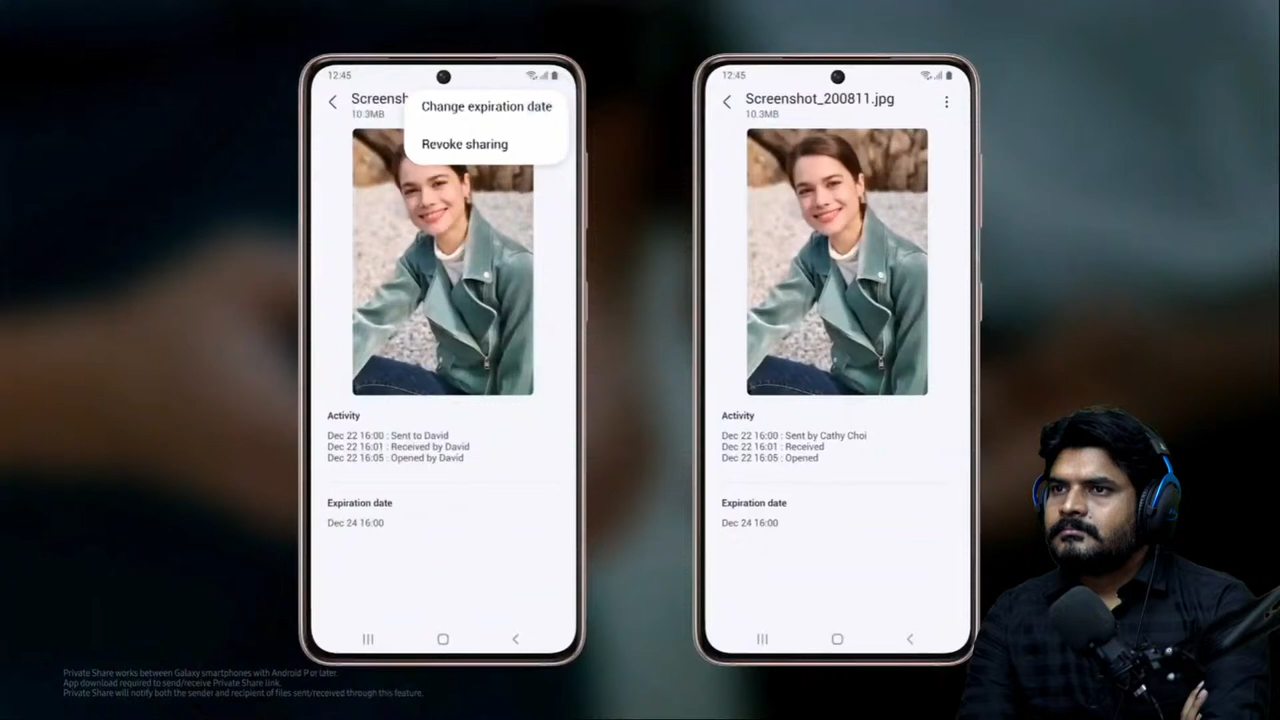 12:45
Screensh
10.3MB
Change expiration date
Revoke sharing
Activity
Dec 22 16:00 : Sent to David
Dec 22 16:01 : Received by David
Dec 22 16:05 : Opened by David
Expiration date
Dec 24 16:00
12:45
Screenshot_200811.jpg
10.3MB
Activity
Dec 22 16:00 : Sent by Cathy Choi
Dec 22 16:01 : Received
Dec 22 16:05 : Opened
Expiration date
Dec 24 16:00
Private Share works between Galaxy smartphones with Android P or later.
App download required to send/receive Private Share link.
Private Share will notify both the sender and recipient of files sent/received through this feature.